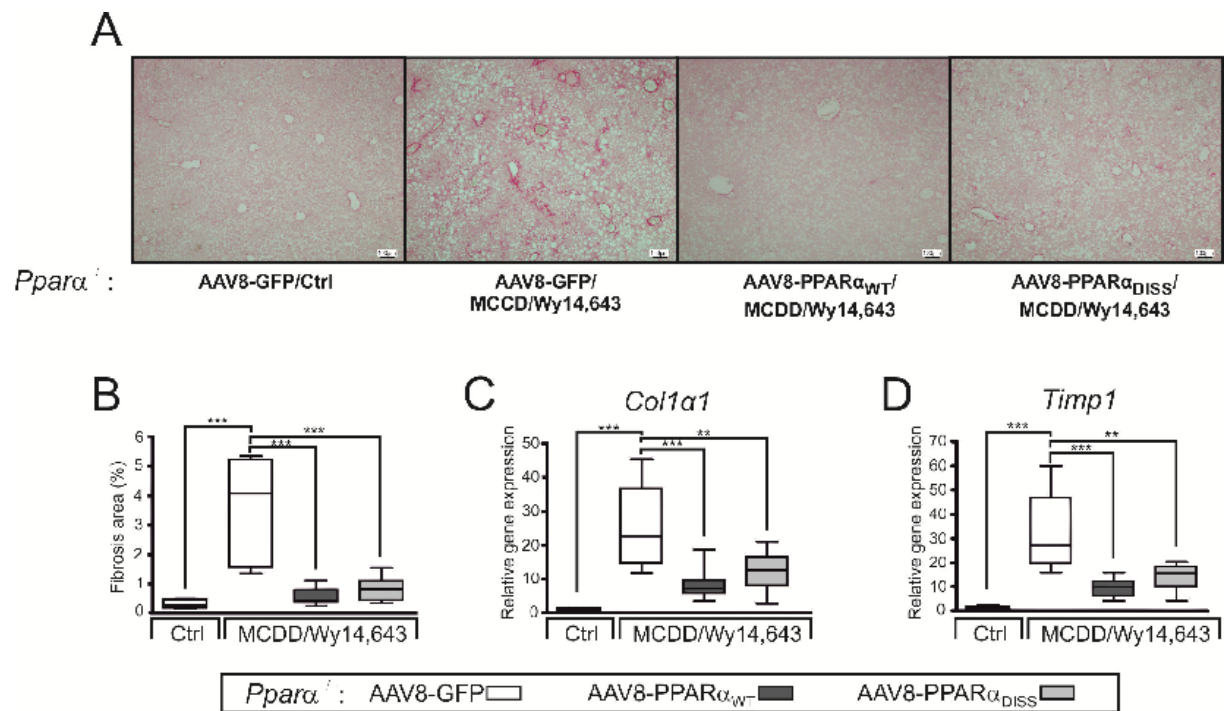 A
Pparα-/-:
AAV8-GFP/Ctrl
AAV8-GFP/
MCCD/Wy14,643
AAV8-PPARαWT/
MCDD/Wy14,643
AAV8-PPARαDISS/
MCDD/Wy14,643
B
Fibrosis area (%)
6
5
4
3
2
1
0
***
***
***
Ctrl
MCDD/Wy14,643
C
Col1α1
Relative gene expression
50
40
30
20
10
0
***
***
**
Ctrl
MCDD/Wy14,643
D
Timp1
Relative gene expression
70
60
50
40
30
20
10
0
***
***
**
Ctrl
MCDD/Wy14,643
Pparα-/-: AAV8-GFP AAV8-PPARαWT AAV8-PPARαDISS